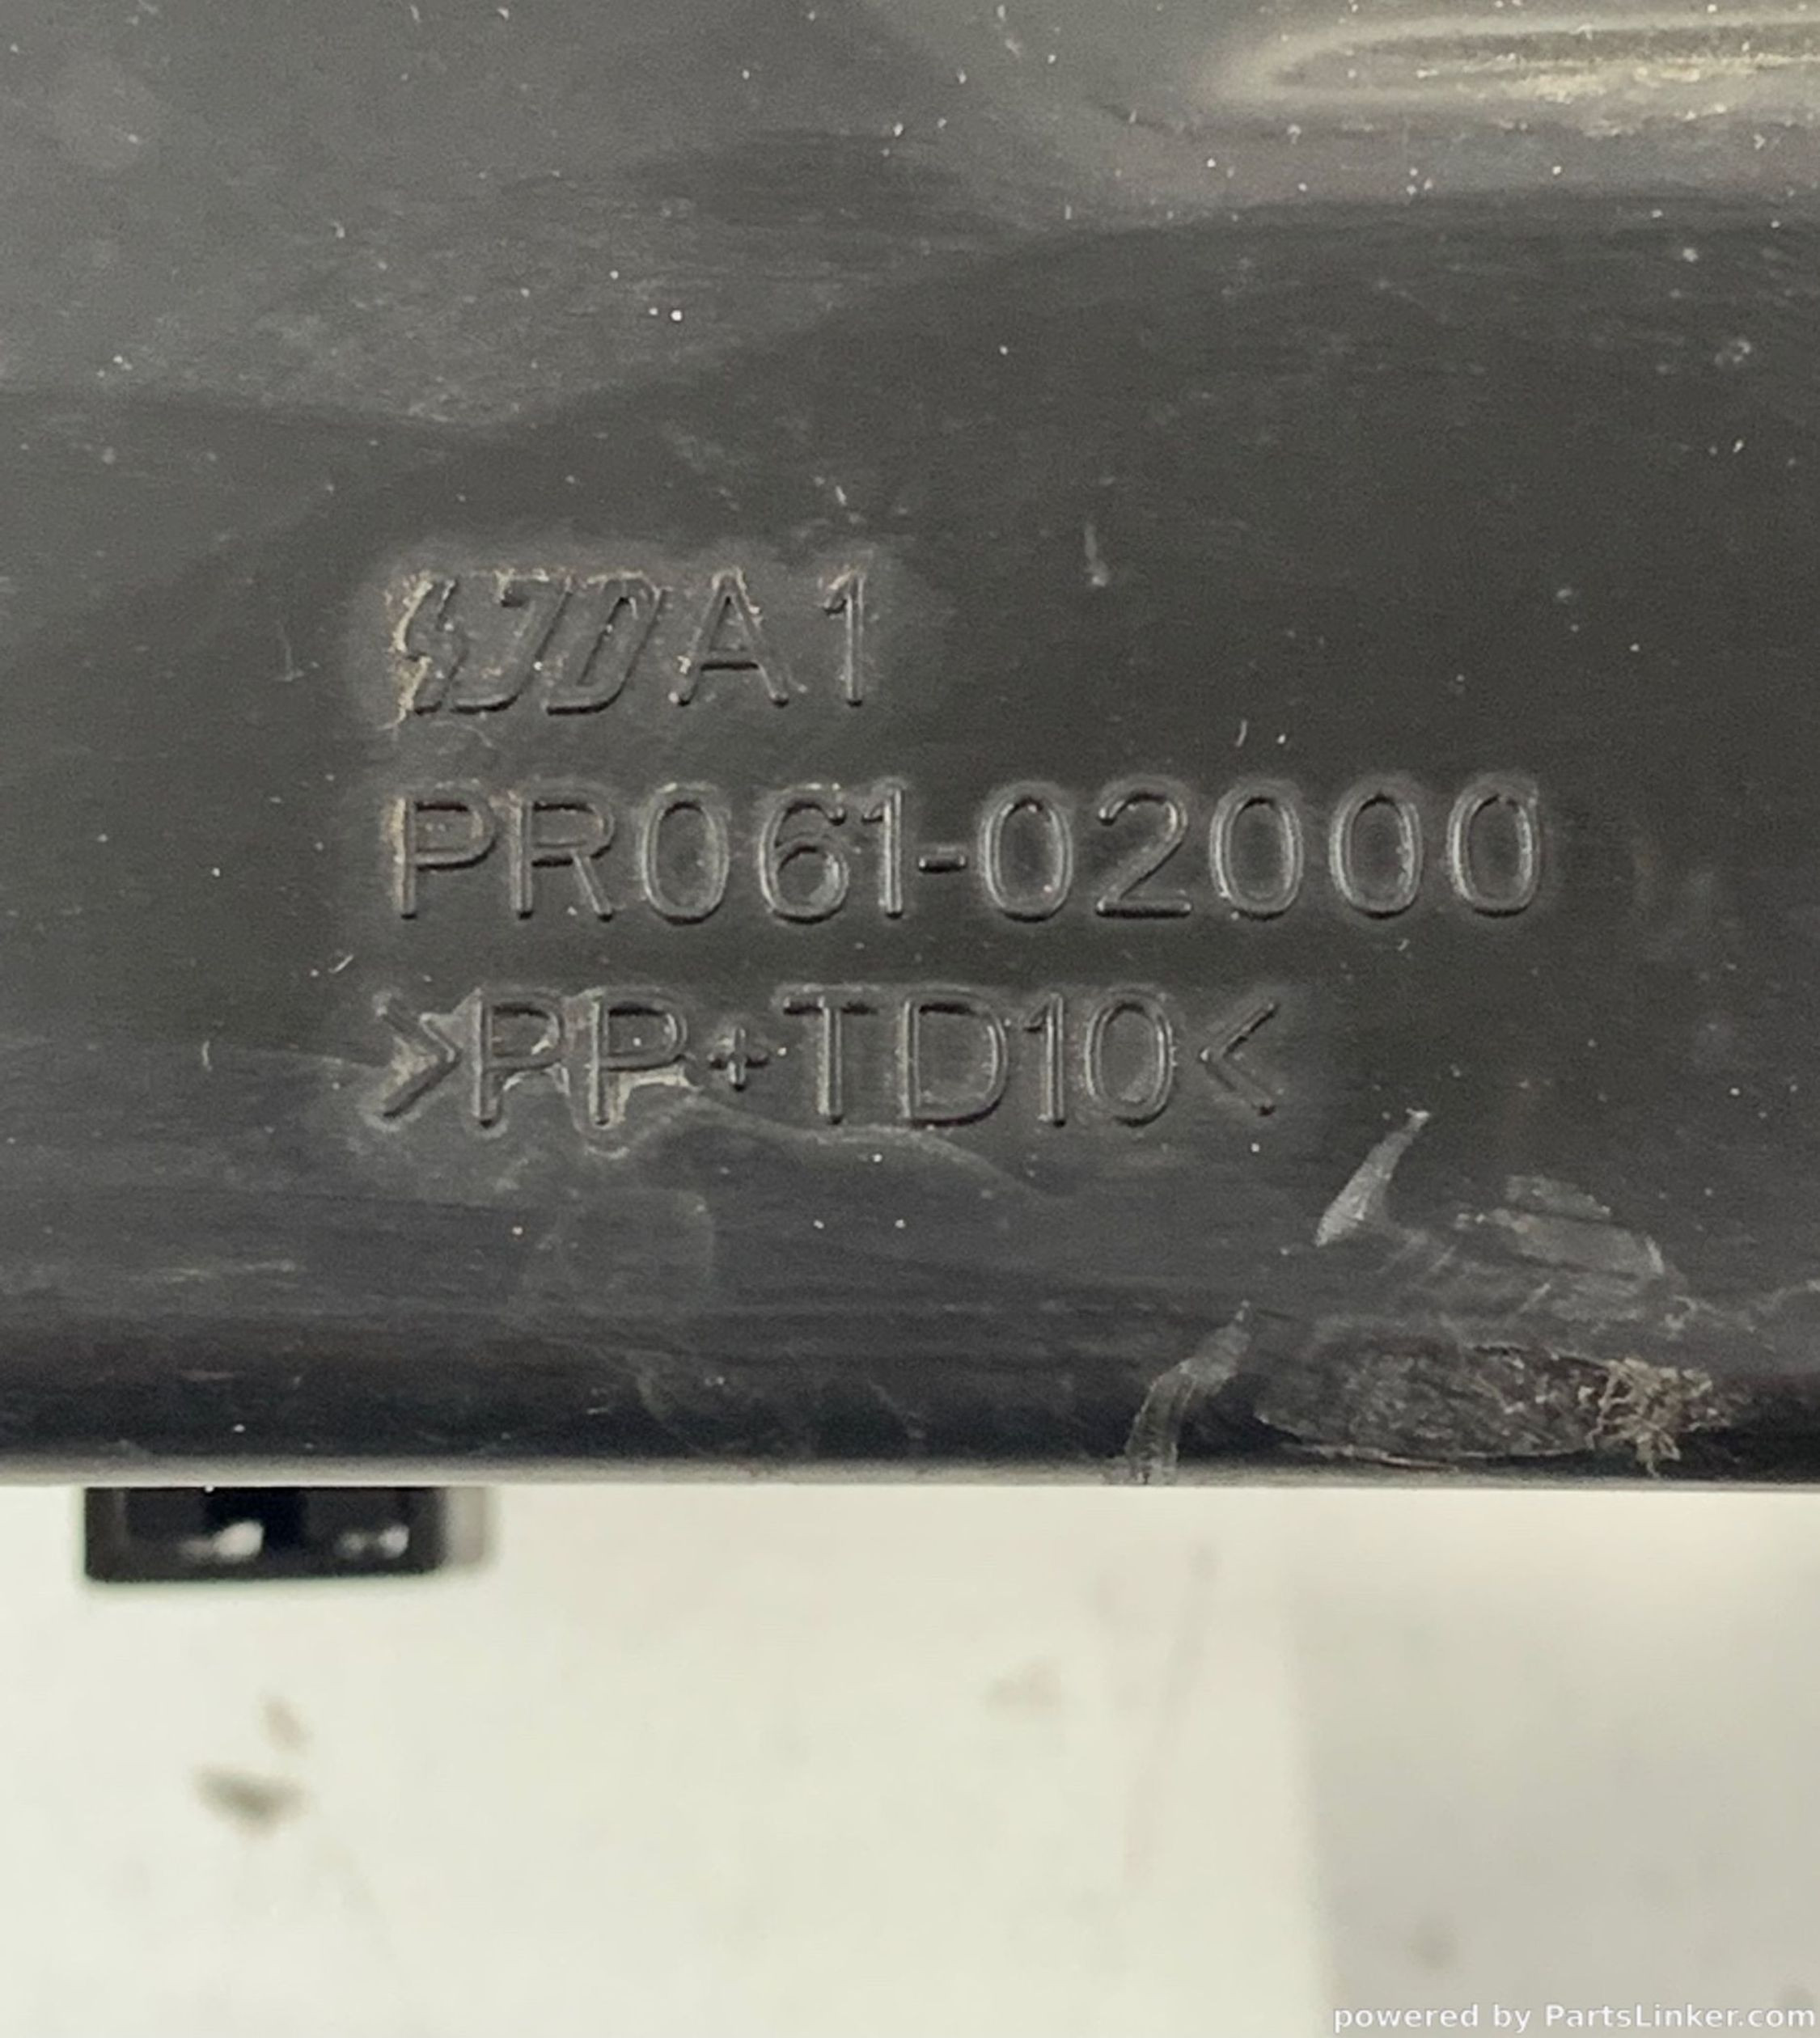 SJD A1
PR061-02000
>PP+TD10<
powered by PartsLinker.com